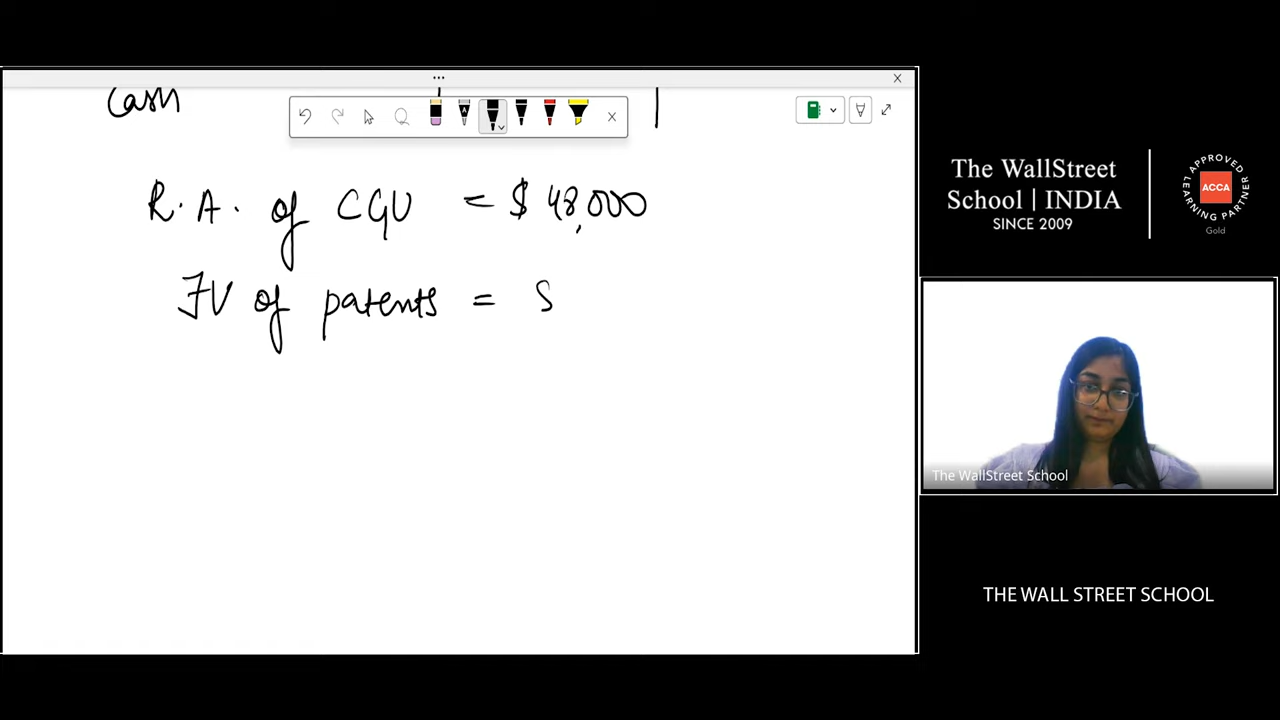 Cash
R.A. of CGU = $ 48,000
FV of patents = S
The WallStreet School | INDIA
SINCE 2009
APPROVED LEARNING PARTNER
ACCA
Gold
The WallStreet School
THE WALL STREET SCHOOL